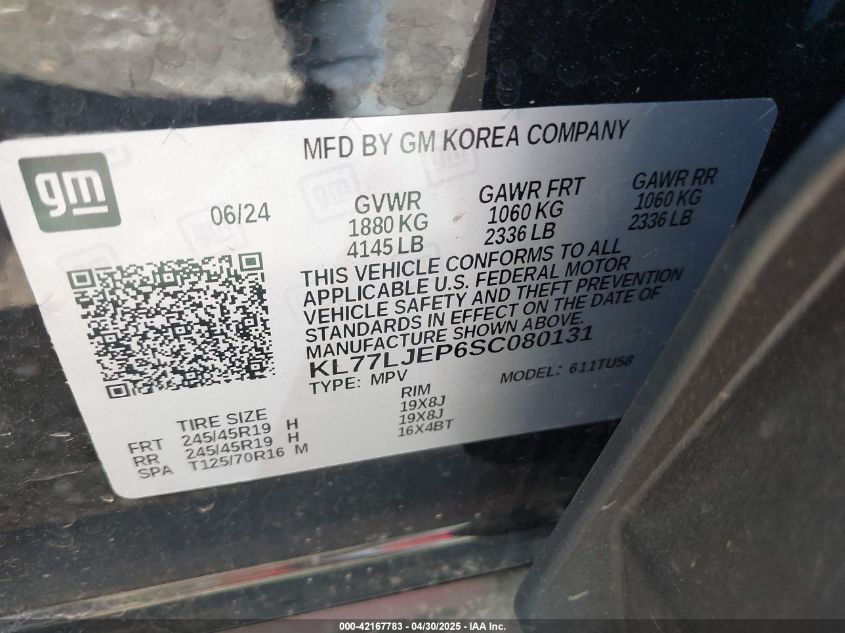 MFD BY GM KOREA COMPANY
gm
06/24
GVWR
1880 KG
4145 LB
GAWR FRT
1060 KG
2336 LB
GAWR RR
1060 KG
2336 LB
THIS VEHICLE CONFORMS TO ALL
APPLICABLE U.S. FEDERAL MOTOR
VEHICLE SAFETY AND THEFT PREVENTION
STANDARDS IN EFFECT ON THE DATE OF
MANUFACTURE SHOWN ABOVE.
KL77LJEP6SC080131
TYPE: MPV MODEL: 611TU58
TIRE SIZE RIM
FRT 245/45R19 H 19X8J
RR 245/45R19 H 19X8J
SPA T125/70R16 M 16X4BT
000-42167783 / 04/30/2025 - IAA Inc.